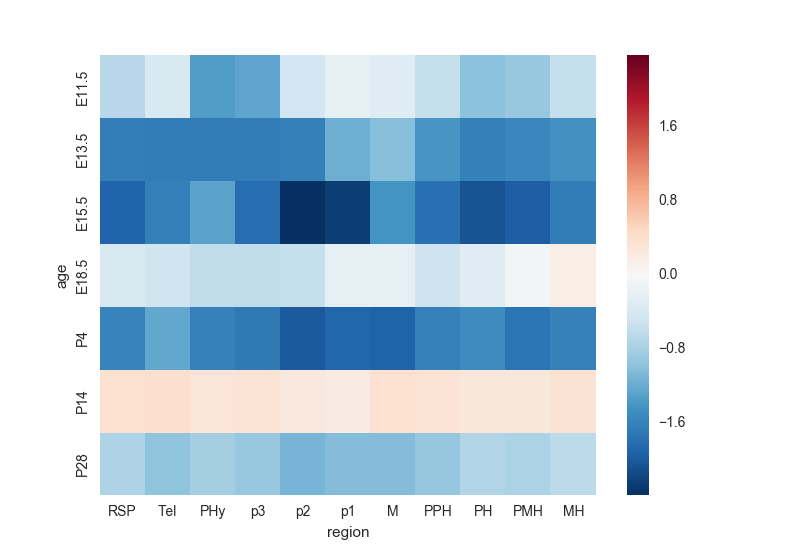 E11.5
E13.5
E15.5
E18.5
P4
P14
P28
age
RSP Tel PHy p3 p2 p1 M PPH PH PMH MH
region
1.6
0.8
0.0
−0.8
−1.6